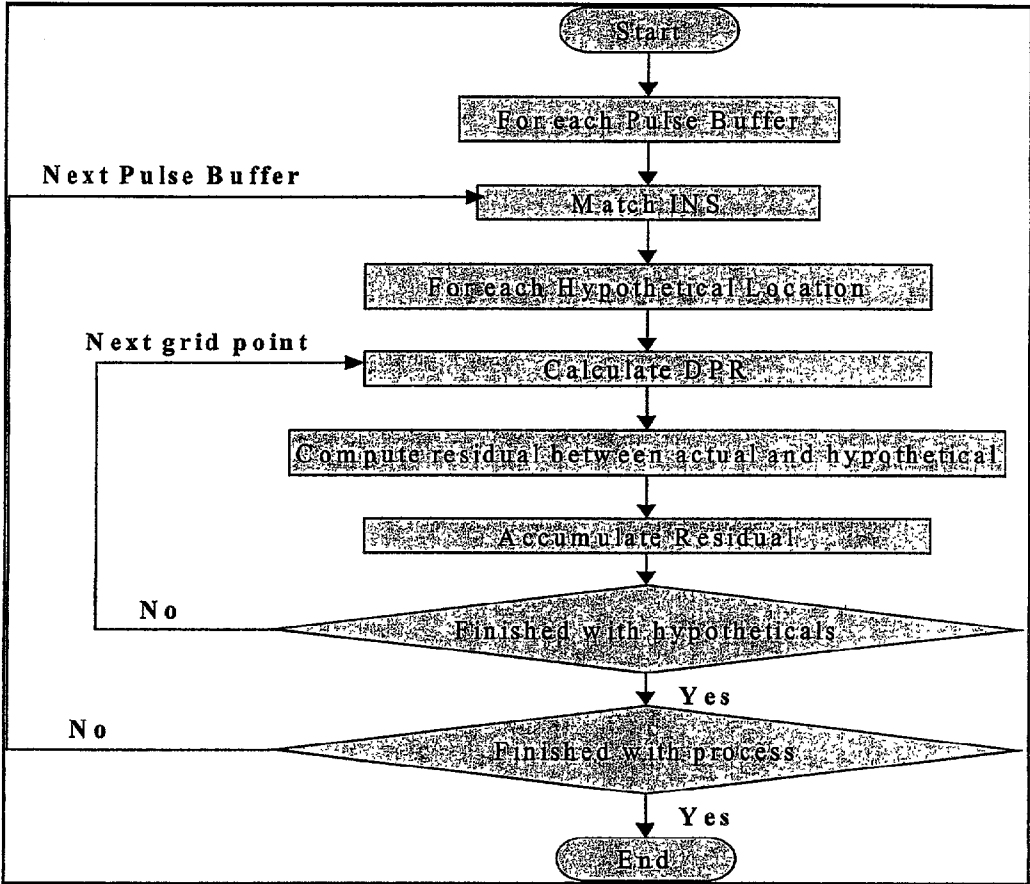 Start
For each Pulse Buffer
Next Pulse Buffer
Match INS
For each Hypothetical Location
Next grid point
Calculate DPR
Compute residual between actual and hypothetical
Accumulate Residual
No
Finished with hypotheticals
Yes
No
Finished with process
Yes
End